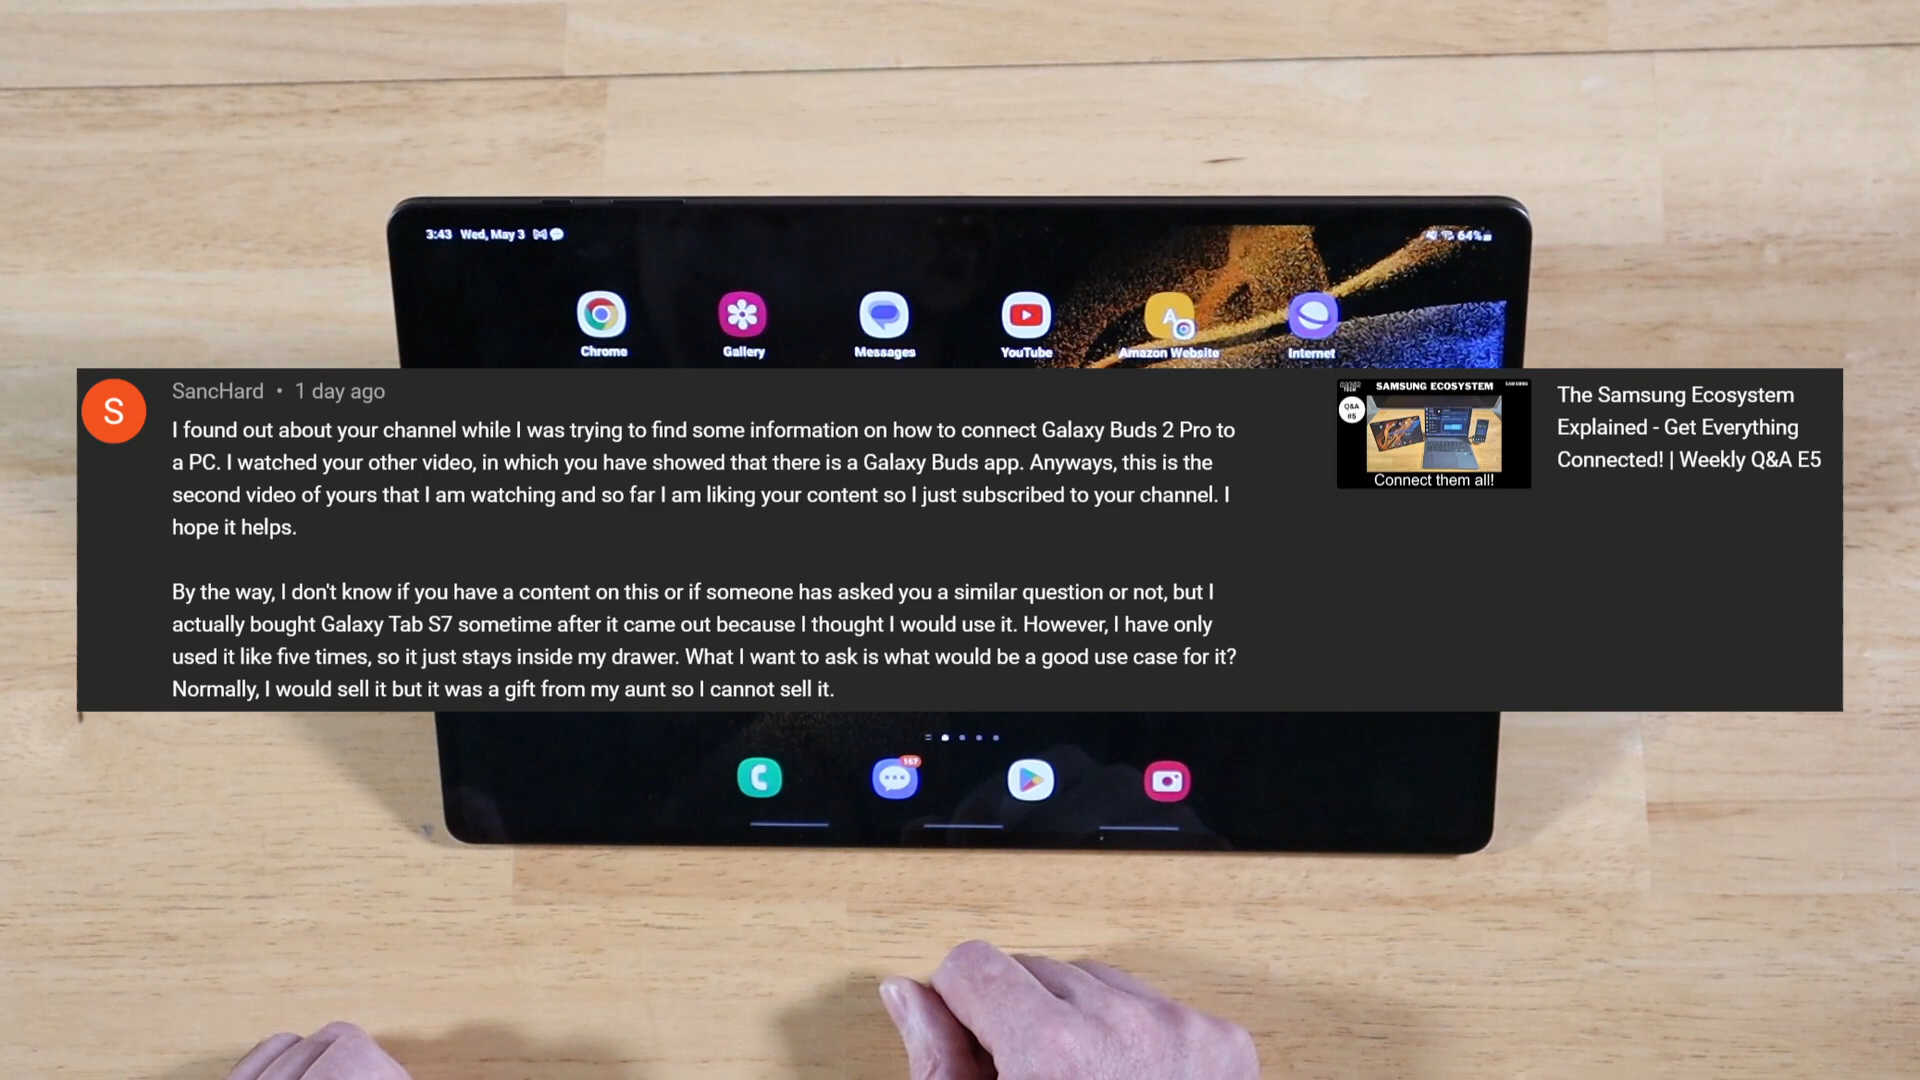 3:43 Wed, May 3
64%
Chrome
Gallery
Messages
YouTube
A
Amazon Website
Internet
S
SancHard • 1 day ago
I found out about your channel while I was trying to find some information on how to connect Galaxy Buds 2 Pro to
a PC. I watched your other video, in which you have showed that there is a Galaxy Buds app. Anyways, this is the
second video of yours that I am watching and so far I am liking your content so I just subscribed to your channel. I
hope it helps.
By the way, I don't know if you have a content on this or if someone has asked you a similar question or not, but I
actually bought Galaxy Tab S7 sometime after it came out because I thought I would use it. However, I have only
used it like five times, so it just stays inside my drawer. What I want to ask is what would be a good use case for it?
Normally, I would sell it but it was a gift from my aunt so I cannot sell it.
SAMSUNG ECOSYSTEM
SAMSUNG
Q&A
#5
Connect them all!
The Samsung Ecosystem
Explained - Get Everything
Connected! | Weekly Q&A E5
167